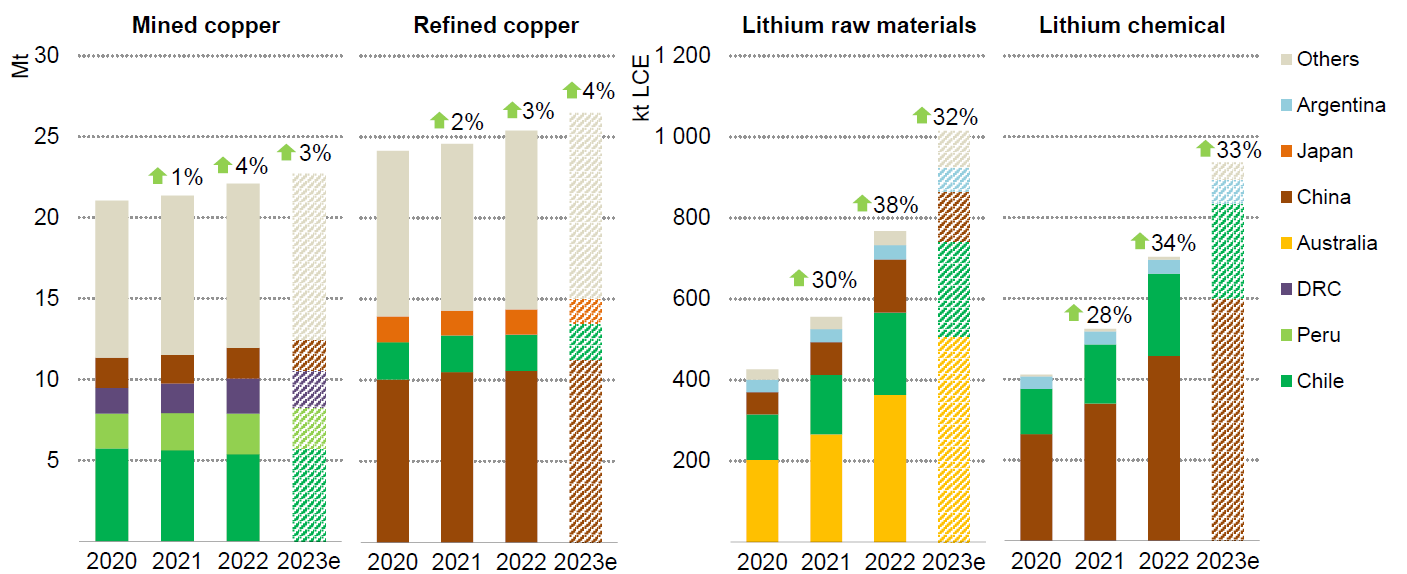 Mined copper
Refined copper
Lithium raw materials
Lithium chemical
Mt
30
25
20
15
10
5
1%
4%
3%
2%
3%
4%
2020 2021 2022 2023e
2020 2021 2022 2023e
kt LCE
1 200
1 000
800
600
400
200
30%
38%
32%
28%
34%
33%
2020 2021 2022 2023e
2020 2021 2022 2023e
Others
Argentina
Japan
China
Australia
DRC
Peru
Chile